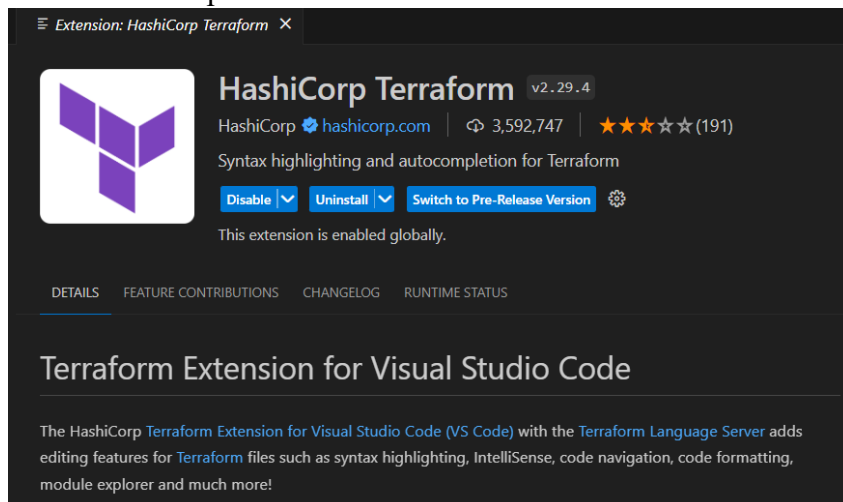 Extension: HashiCorp Terraform
HashiCorp Terraform v2.29.4
HashiCorp hashicorp.com 3,592,747 (191)
Syntax highlighting and autocompletion for Terraform
Disable Uninstall Switch to Pre-Release Version
This extension is enabled globally.
DETAILS FEATURE CONTRIBUTIONS CHANGELOG RUNTIME STATUS
Terraform Extension for Visual Studio Code
The HashiCorp Terraform Extension for Visual Studio Code (VS Code) with the Terraform Language Server adds
editing features for Terraform files such as syntax highlighting, IntelliSense, code navigation, code formatting,
module explorer and much more!